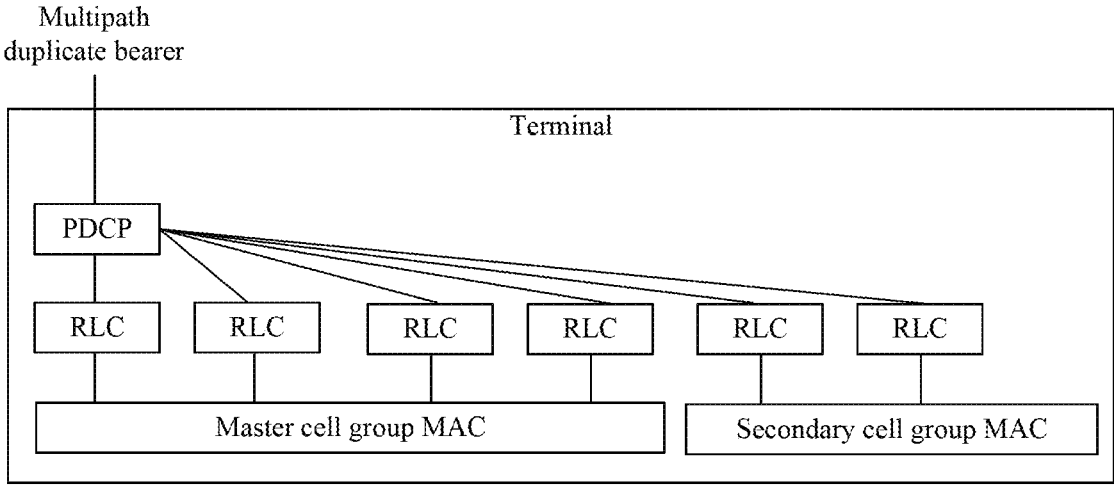 Multipath
duplicate bearer
Terminal
PDCP
RLC
RLC
RLC
RLC
RLC
RLC
Master cell group MAC
Secondary cell group MAC